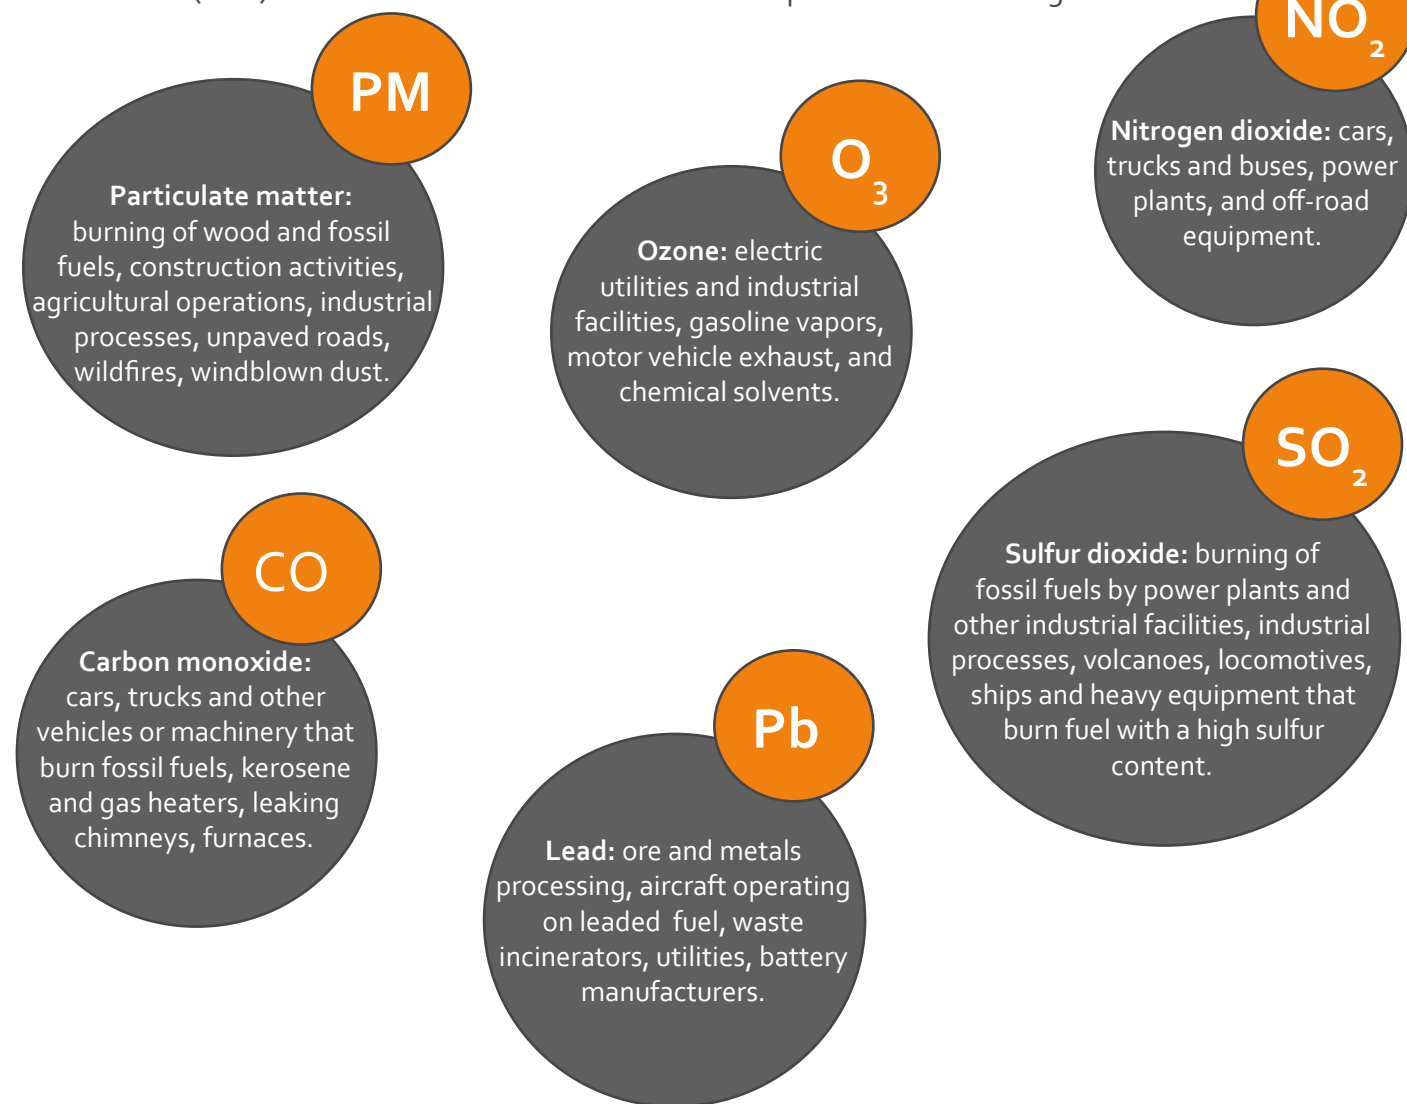 PM
Particulate matter:
burning of wood and fossil
fuels, construction activities,
agricultural operations, industrial
processes, unpaved roads,
wildfires, windblown dust.
O₃
Ozone: electric
utilities and industrial
facilities, gasoline vapors,
motor vehicle exhaust, and
chemical solvents.
NO₂
Nitrogen dioxide: cars,
trucks and buses, power
plants, and off-road
equipment.
SO₂
Sulfur dioxide: burning of
fossil fuels by power plants and
other industrial facilities, industrial
processes, volcanoes, locomotives,
ships and heavy equipment that
burn fuel with a high sulfur
content.
CO
Carbon monoxide:
cars, trucks and other
vehicles or machinery that
burn fossil fuels, kerosene
and gas heaters, leaking
chimneys, furnaces.
Pb
Lead: ore and metals
processing, aircraft operating
on leaded fuel, waste
incinerators, utilities, battery
manufacturers.